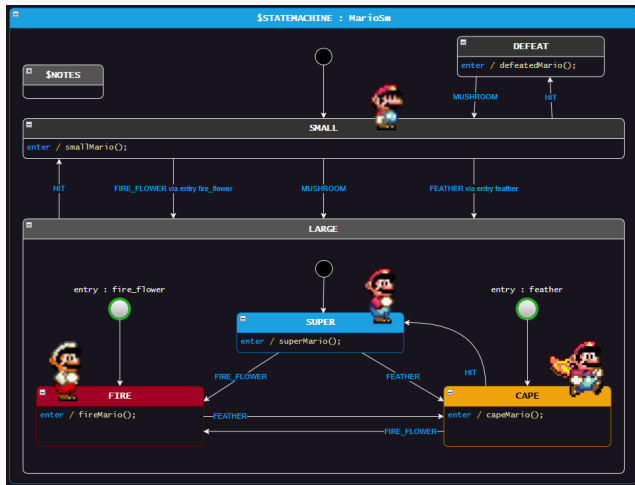 $STATEMACHINE : MarioSm
DEFEAT
enter / defeatedMario();
$NOTES
MUSHROOM
HIT
SMALL
enter / smallMario();
HIT
FIRE_FLOWER via entry fire_flower
MUSHROOM
FEATHER via entry feather
LARGE
entry : fire_flower
entry : feather
SUPER
enter / superMario();
FIRE_FLOWER
FEATHER
HIT
FIRE
enter / fireMario();
CAPE
enter / capeMario();
FEATHER
FIRE_FLOWER